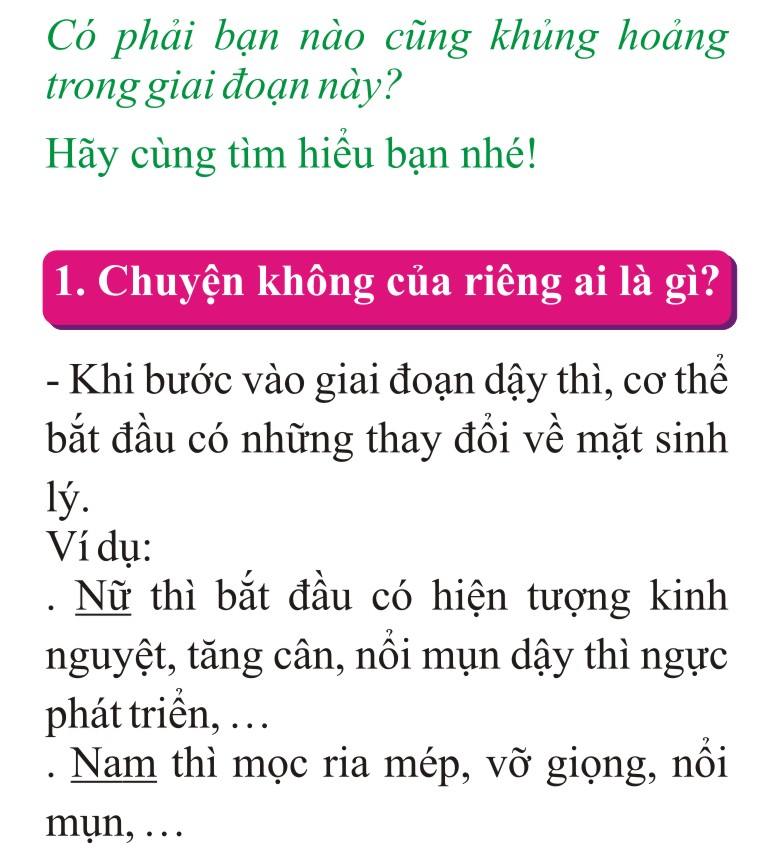 Có phải bạn nào cũng khủng hoảng
trong giai đoạn này?
Hãy cùng tìm hiểu bạn nhé!
1. Chuyện không của riêng ai là gì?
- Khi bước vào giai đoạn dậy thì, cơ thể
bắt đầu có những thay đổi về mặt sinh
lý.
Ví dụ:
. Nữ thì bắt đầu có hiện tượng kinh
nguyệt, tăng cân, nổi mụn dậy thì ngực
phát triển, ...
. Nam thì mọc ria mép, vỡ giọng, nổi
mụn, ...